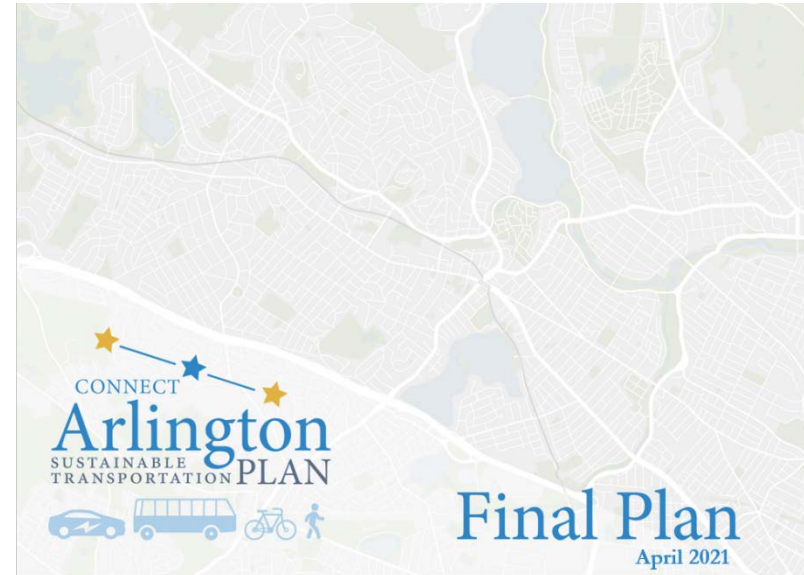 CONNECT
Arlington
SUSTAINABLE
TRANSPORTATION PLAN
Final Plan
April 2021